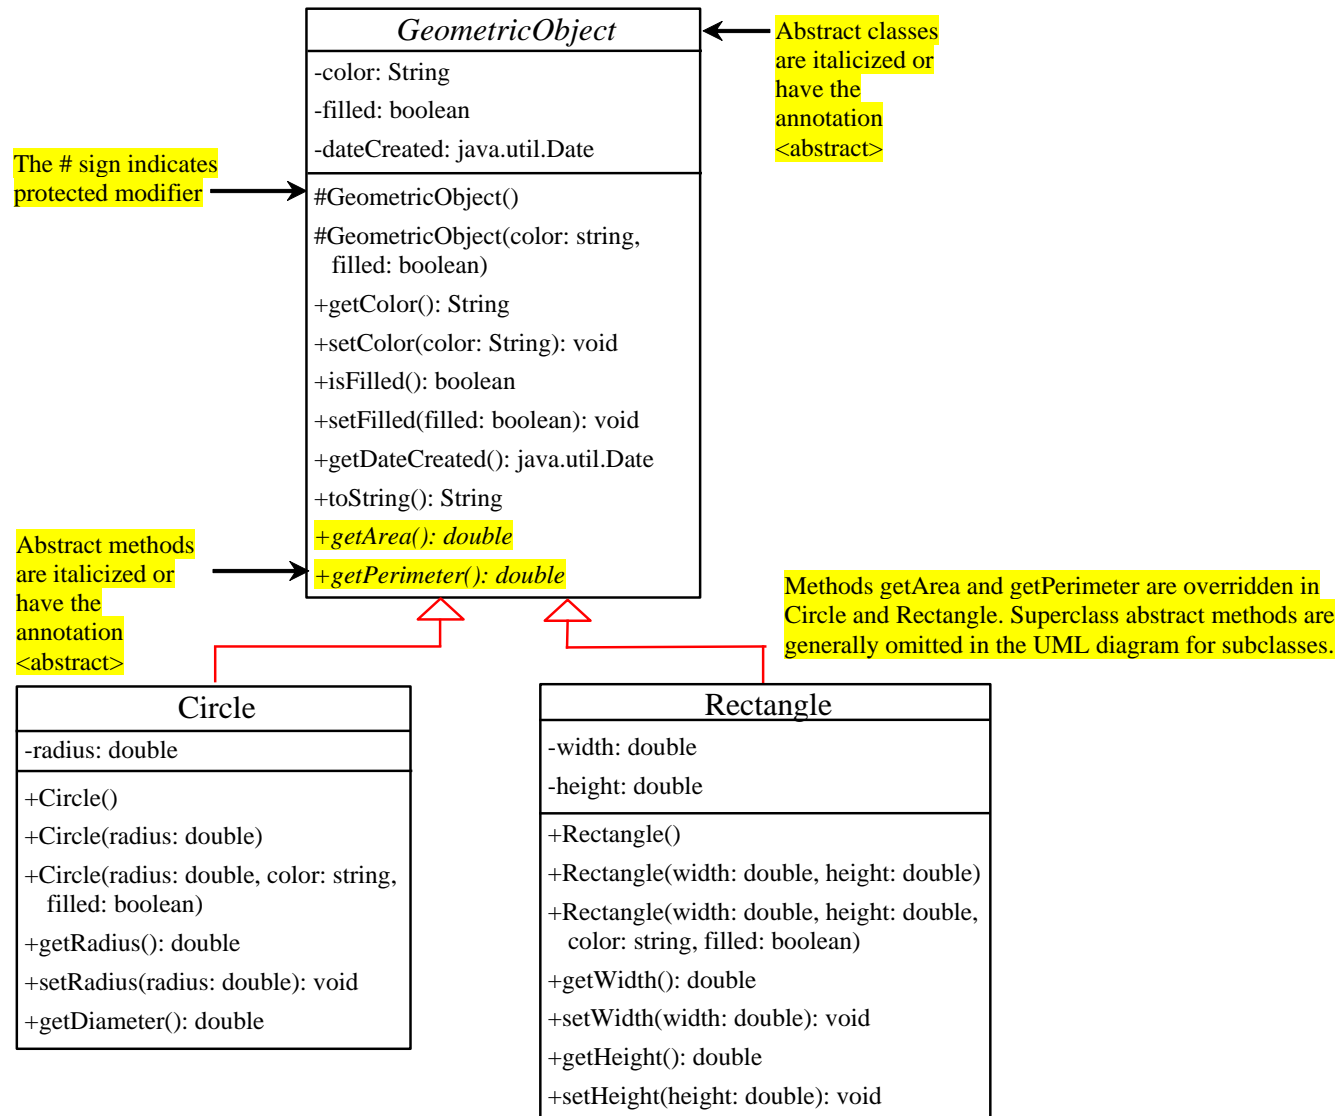 GeometricObject
-color: String
-filled: boolean
-dateCreated: java.util.Date
#GeometricObject()
#GeometricObject(color: string,
filled: boolean)
+getColor(): String
+setColor(color: String): void
+isFilled(): boolean
+setFilled(filled: boolean): void
+getDateCreated(): java.util.Date
+toString(): String
+getArea(): double
+getPerimeter(): double
Abstract classes
are italicized or
have the
annotation
<abstract>
The # sign indicates
protected modifier
Abstract methods
are italicized or
have the
annotation
<abstract>
Methods getArea and getPerimeter are overridden in
Circle and Rectangle. Superclass abstract methods are
generally omitted in the UML diagram for subclasses.
Circle
-radius: double
+Circle()
+Circle(radius: double)
+Circle(radius: double, color: string,
filled: boolean)
+getRadius(): double
+setRadius(radius: double): void
+getDiameter(): double
Rectangle
-width: double
-height: double
+Rectangle()
+Rectangle(width: double, height: double)
+Rectangle(width: double, height: double,
color: string, filled: boolean)
+getWidth(): double
+setWidth(width: double): void
+getHeight(): double
+setHeight(height: double): void